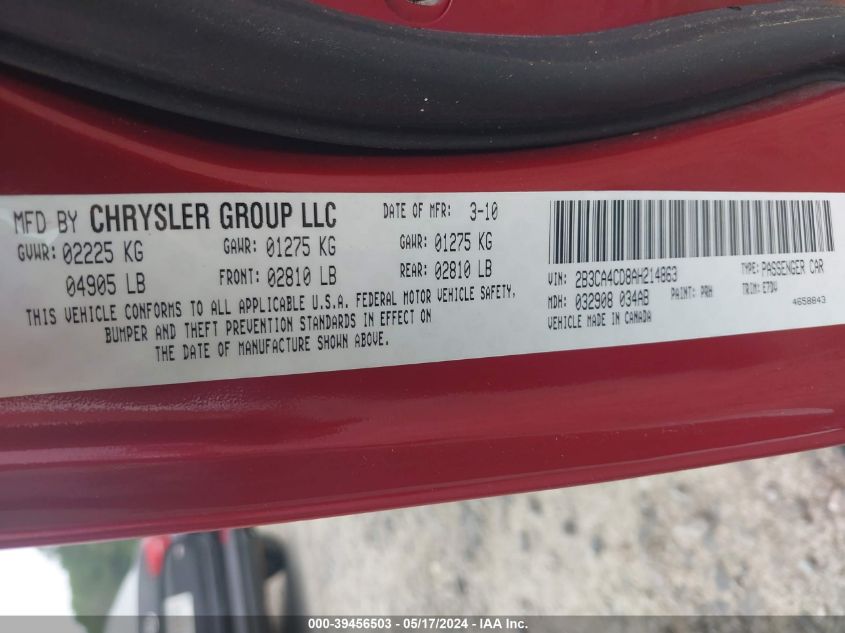 MFD BY CHRYSLER GROUP LLC DATE OF MFR: 3-10
GVWR: 02225 KG GAWR: 01275 KG GAWR: 01275 KG
04905 LB FRONT: 02810 LB REAR: 02810 LB
THIS VEHICLE CONFORMS TO ALL APPLICABLE U.S.A. FEDERAL MOTOR VEHICLE SAFETY,
BUMPER AND THEFT PREVENTION STANDARDS IN EFFECT ON
THE DATE OF MANUFACTURE SHOWN ABOVE.
VIN: 2B3CA4CD8AH214863 TYPE: PASSENGER CAR
MDH: 032908 034AB PAINT: PRH TRIM: E7DV
VEHICLE MADE IN CANADA 4658843
000-39456503 - 05/17/2024 - IAA Inc.